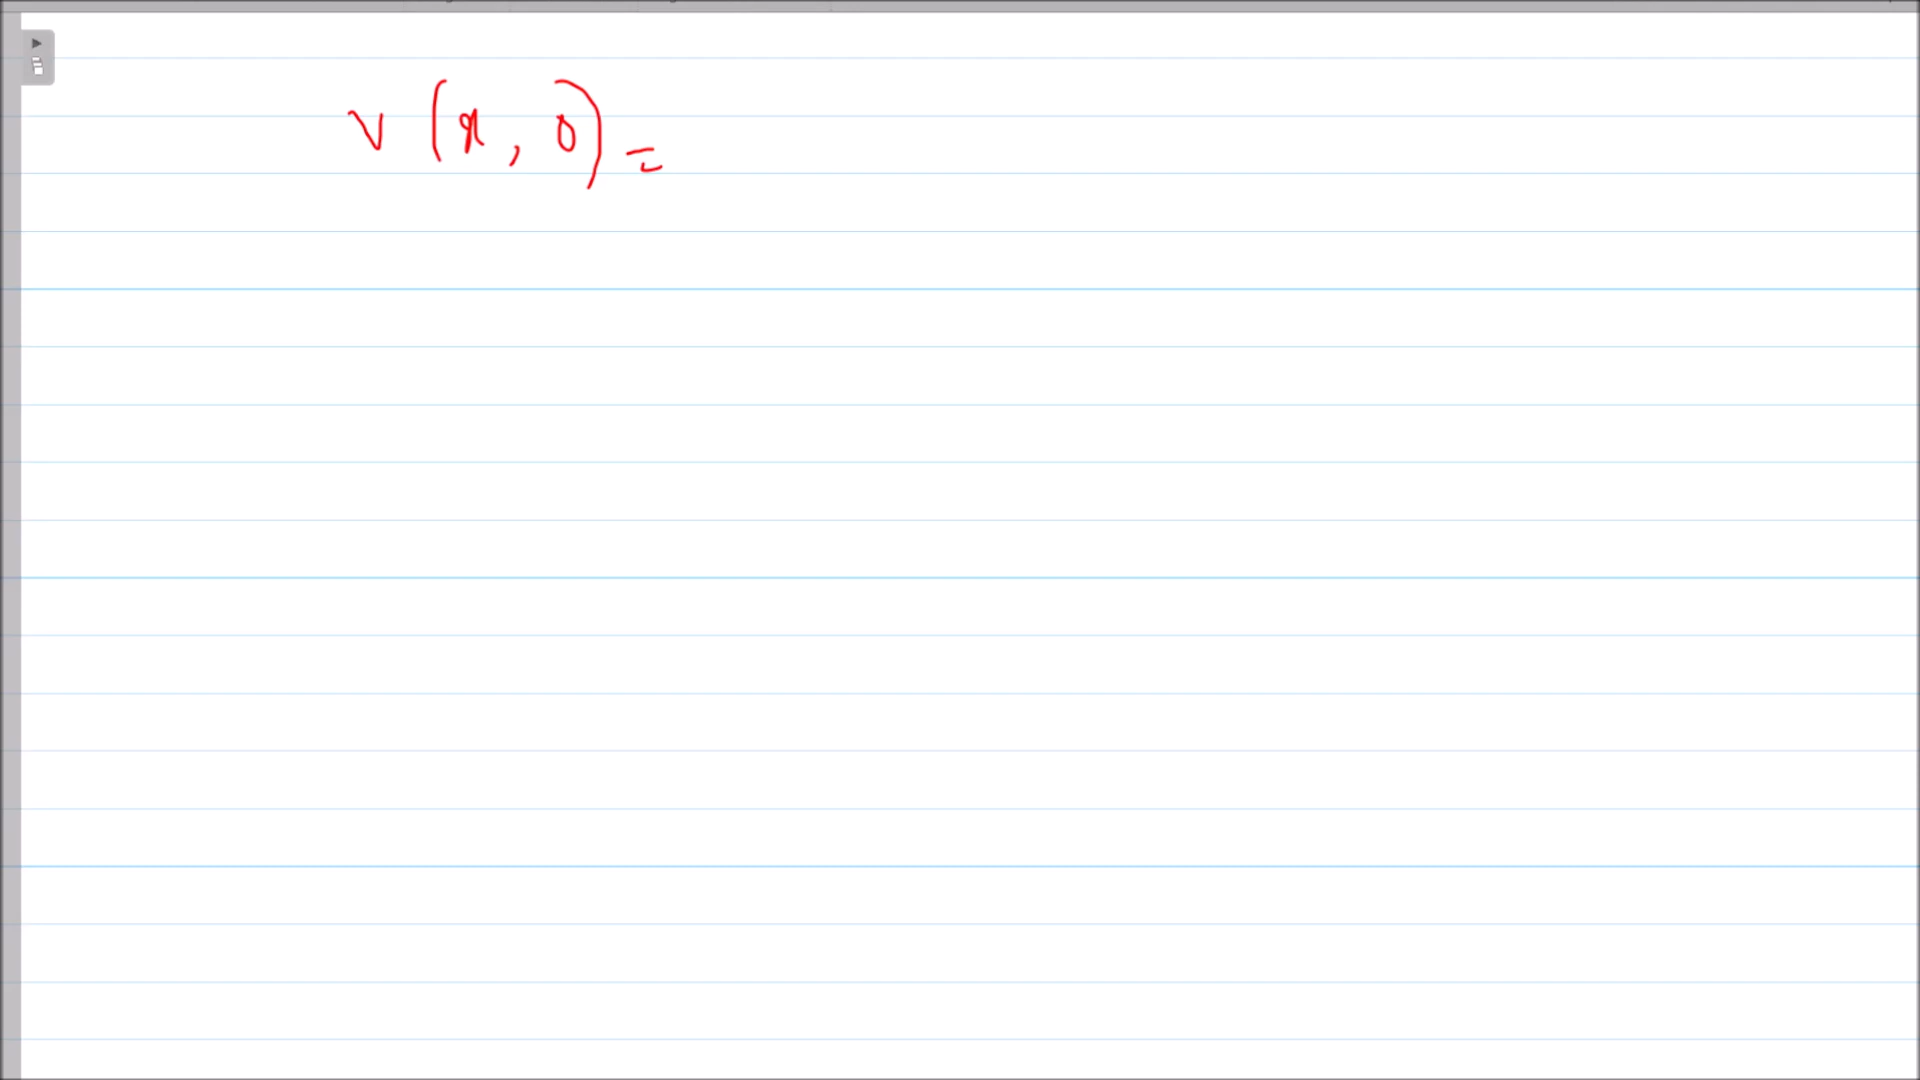 v (x, 0) =